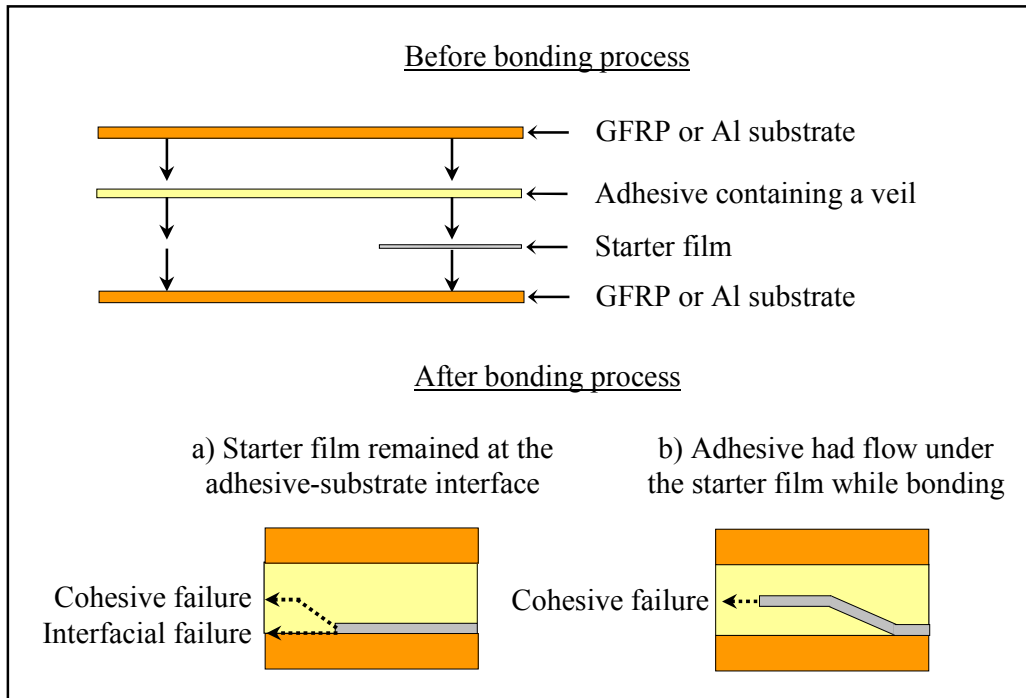 Before bonding process
GFRP or Al substrate
Adhesive containing a veil
Starter film
GFRP or Al substrate
After bonding process
a) Starter film remained at the
adhesive-substrate interface
b) Adhesive had flow under
the starter film while bonding
Cohesive failure
Interfacial failure
Cohesive failure